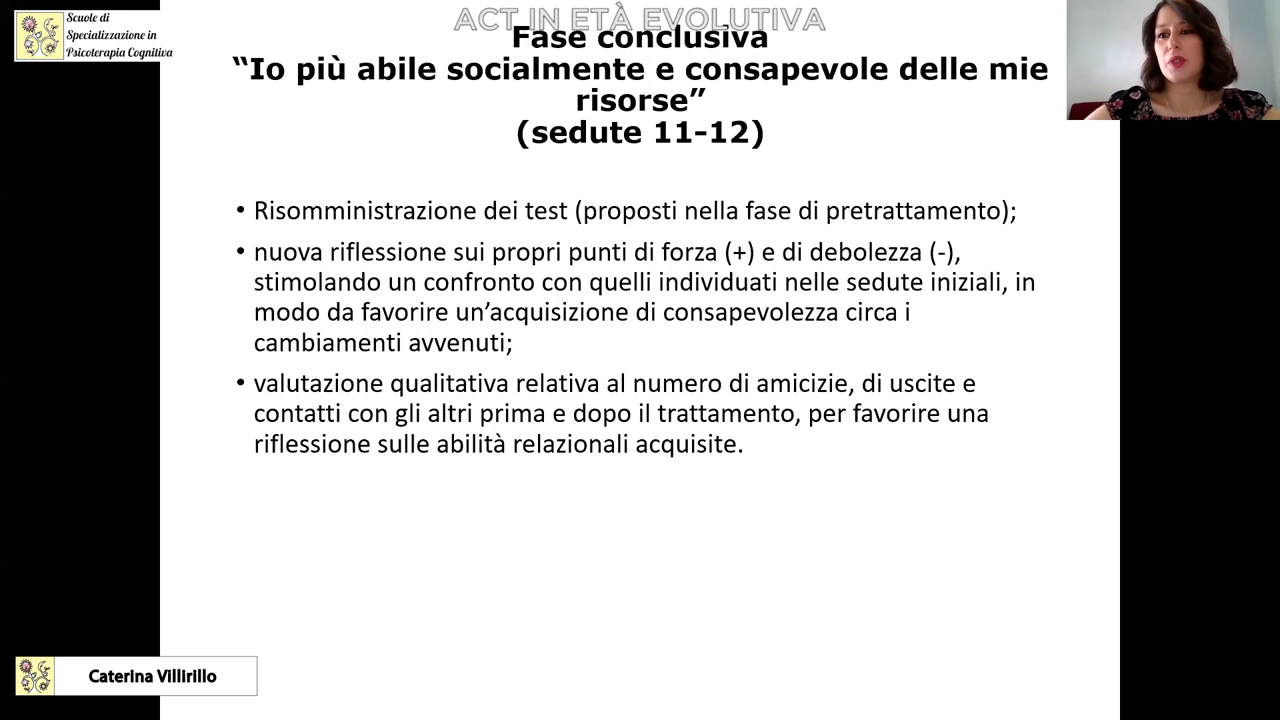 Scuole di
Specializzazione in
Psicoterapia Cognitiva
ACT IN ETÀ EVOLUTIVA
Fase conclusiva
“Io più abile socialmente e consapevole delle mie
risorse”
(sedute 11-12)
• Risomministrazione dei test (proposti nella fase di pretrattamento);
• nuova riflessione sui propri punti di forza (+) e di debolezza (-),
stimolando un confronto con quelli individuati nelle sedute iniziali, in
modo da favorire un’acquisizione di consapevolezza circa i
cambiamenti avvenuti;
• valutazione qualitativa relativa al numero di amicizie, di uscite e
contatti con gli altri prima e dopo il trattamento, per favorire una
riflessione sulle abilità relazionali acquisite.
Caterina Villirillo